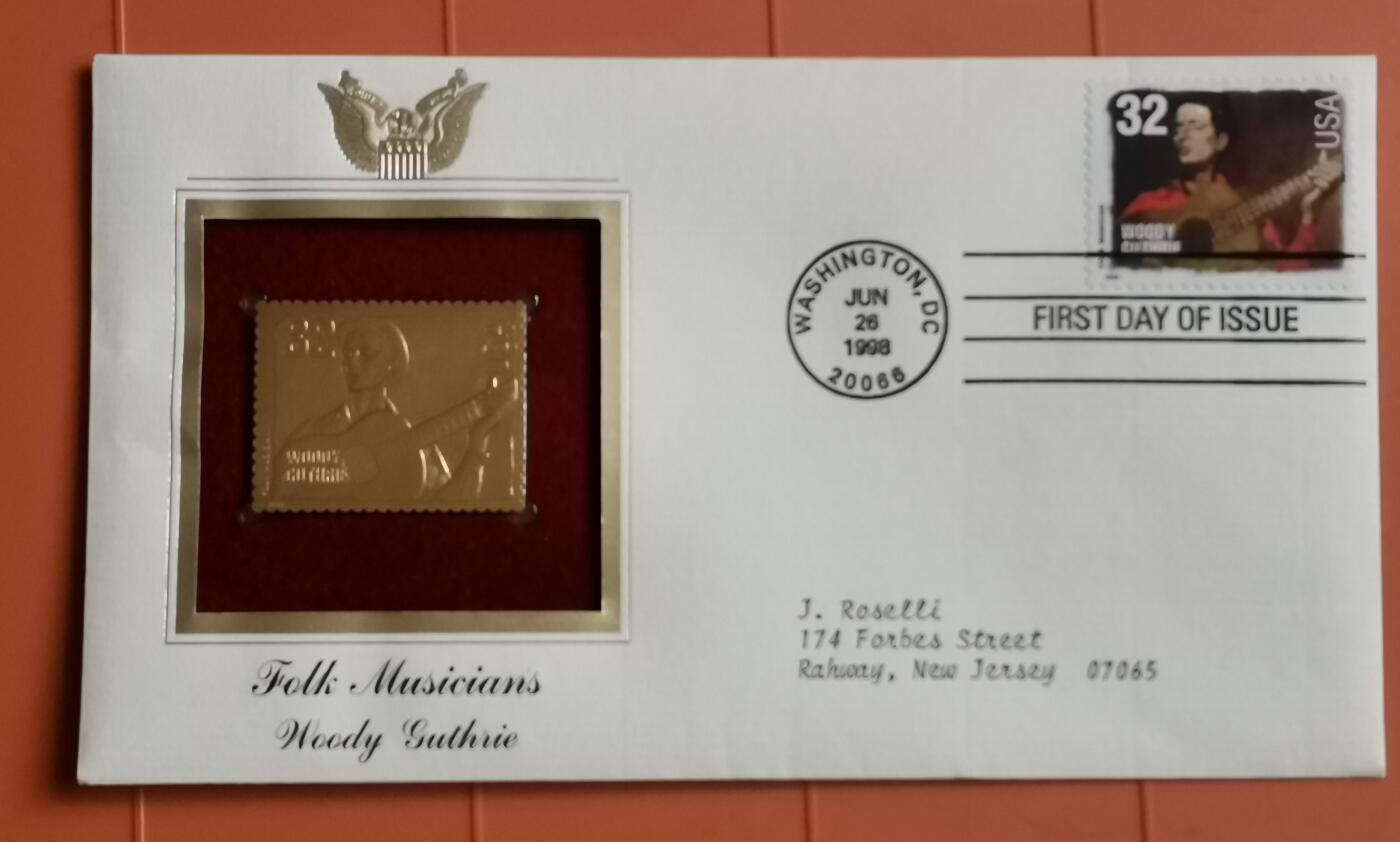 32
USA
WOODY
GUTHRIE
WASHINGTON, DC
JUN
26
1998
20066
FIRST DAY OF ISSUE
32
WOODY
GUTHRIE
J. Roselli
174 Forbes Street
Rahway, New Jersey 07065
Folk Musicians
Woody Guthrie